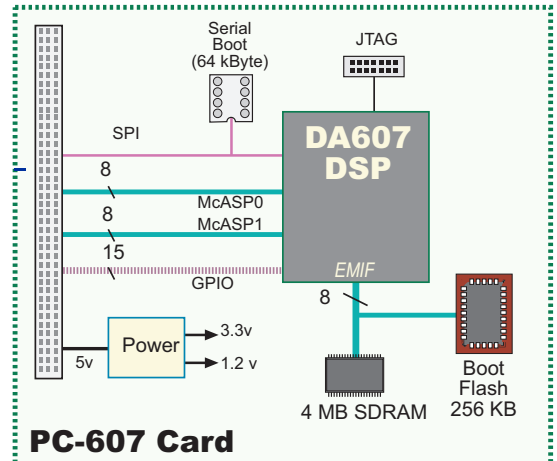 Serial
Boot
(64 kByte)
JTAG
SPI
DA607
DSP
8
McASP0
8
McASP1
15
GPIO
EMIF
8
Power
5v
3.3v
1.2 v
4 MB SDRAM
Boot
Flash
256 KB
PC-607 Card